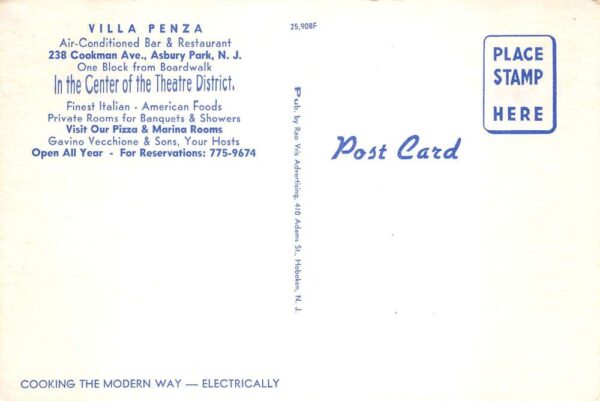 VILLA PENZA
Air-Conditioned Bar & Restaurant
238 Cookman Ave., Asbury Park, N. J.
One Block from Boardwalk
In the Center of the Theatre District.
Finest Italian - American Foods
Private Rooms for Banquets & Showers
Visit Our Pizza & Marina Rooms
Gavino Vecchione & Sons, Your Hosts
Open All Year - For Reservations: 775-9674
COOKING THE MODERN WAY — ELECTRICALLY
25,908F
Pub. by Rao Vris Advertising, 410 Adams St., Hoboken, N. J.
Post Card
PLACE
STAMP
HERE